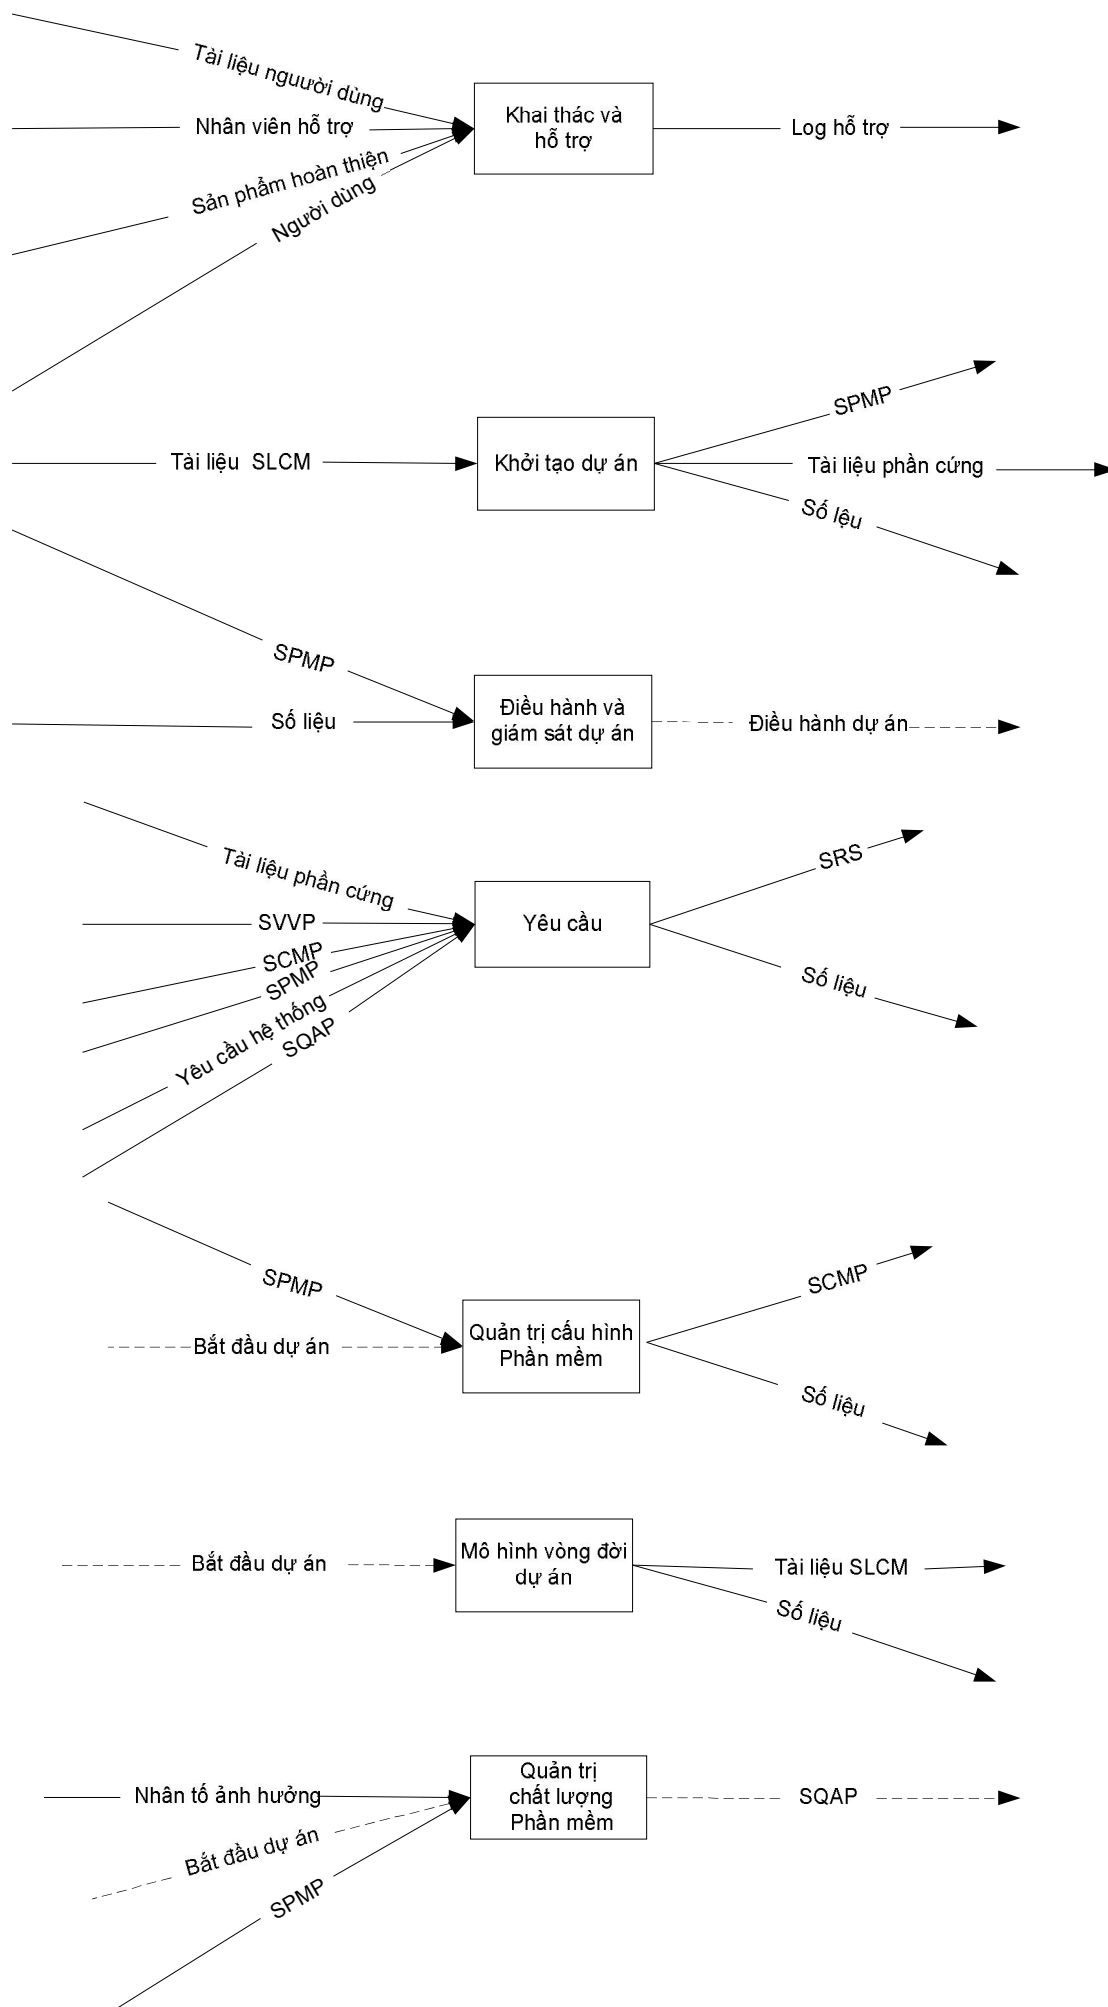 Tài liệu nguười dùng
Nhân viên hỗ trợ
Sản phẩm hoàn thiện
Người dùng
Khai thác và
hỗ trợ
Log hỗ trợ
Tài liệu  SLCM
Khởi tạo dự án
SPMP
Tài liệu phần cứng
Số lệu
SPMP
Số liệu
Điều hành và
giám sát dự án
Điều hành dự án
Tài liệu phần cứng
SVVP
SCMP
SPMP
Yêu cầu hệ thống
SQAP
Yêu cầu
SRS
Số liệu
SPMP
Bắt đầu dự án
Quản trị cấu hình
Phần mềm
SCMP
Số liệu
Bắt đầu dự án
Mô hình vòng đời
dự án
Tài liệu SLCM
Số liệu
Nhân tố ảnh hưởng
Bắt đầu dự án
SPMP
Quản trị
chất lượng
Phần mềm
SQAP